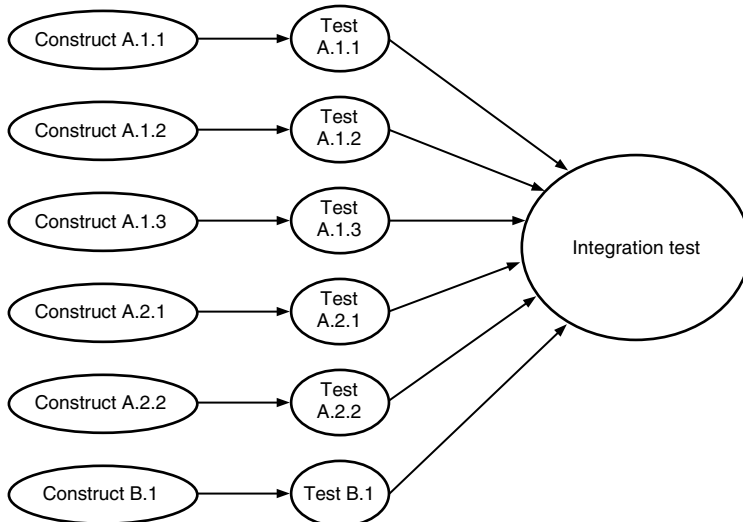 Construct A.1.1
Test
A.1.1
Construct A.1.2
Test
A.1.2
Construct A.1.3
Test
A.1.3
Integration test
Construct A.2.1
Test
A.2.1
Construct A.2.2
Test
A.2.2
Construct B.1
Test B.1